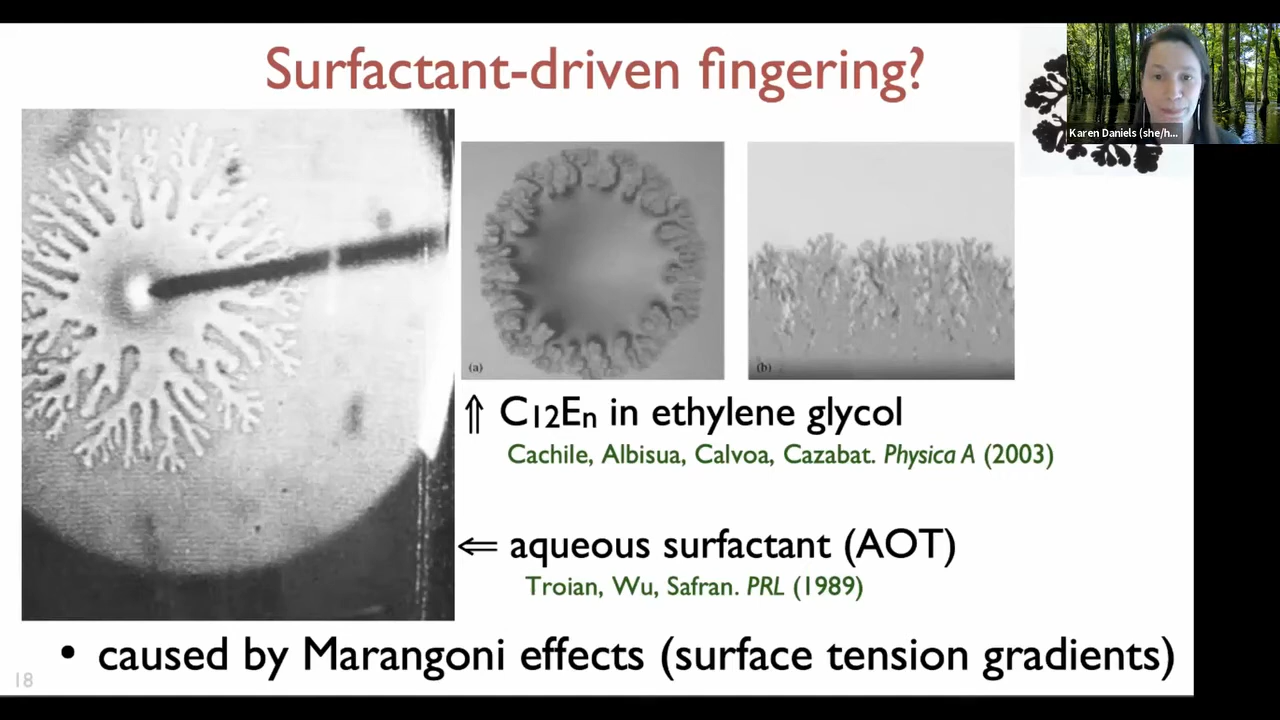 Surfactant-driven fingering?
Karen Daniels (she/h...
(a)
(b)
⇑ C12En in ethylene glycol
Cachile, Albisua, Calvoa, Cazabat. Physica A (2003)
⇐ aqueous surfactant (AOT)
Troian, Wu, Safran. PRL (1989)
• caused by Marangoni effects (surface tension gradients)
18